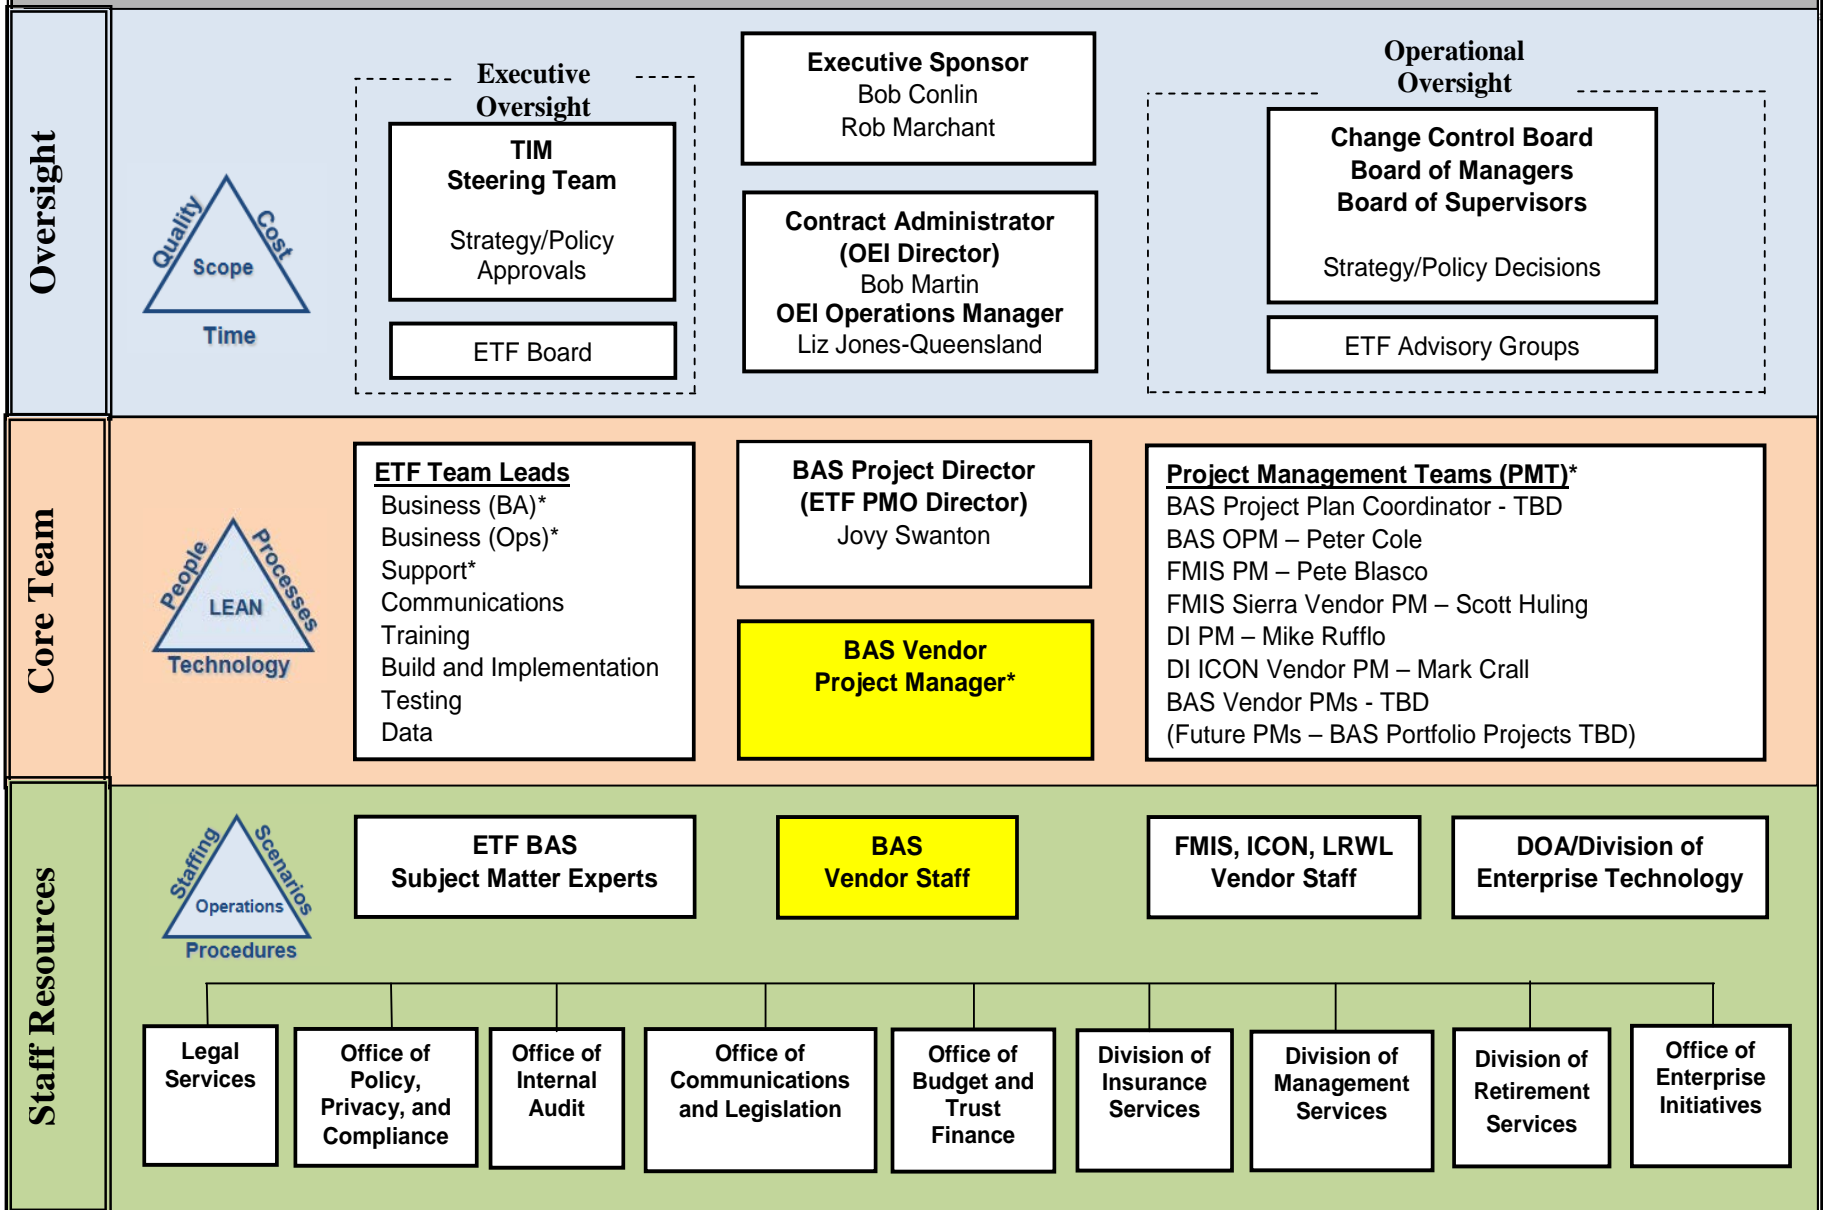 Oversight
Quality
Cost
Scope
Time
Executive
Oversight
TIM
Steering Team
Strategy/Policy
Approvals
ETF Board
Executive Sponsor
Bob Conlin
Rob Marchant
Contract Administrator
(OEI Director)
Bob Martin
OEI Operations Manager
Liz Jones-Queensland
Operational
Oversight
Change Control Board
Board of Managers
Board of Supervisors
Strategy/Policy Decisions
ETF Advisory Groups
Core Team
People
Processes
LEAN
Technology
ETF Team Leads
Business (BA)*
Business (Ops)*
Support*
Communications
Training
Build and Implementation
Testing
Data
BAS Project Director
(ETF PMO Director)
Jovy Swanton
BAS Vendor
Project Manager*
Project Management Teams (PMT)*
BAS Project Plan Coordinator - TBD
BAS OPM – Peter Cole
FMIS PM – Pete Blasco
FMIS Sierra Vendor PM – Scott Huling
DI PM – Mike Rufflo
DI ICON Vendor PM – Mark Crall
BAS Vendor PMs - TBD
(Future PMs – BAS Portfolio Projects TBD)
Staff Resources
Staffing
Scenarios
Operations
Procedures
ETF BAS
Subject Matter Experts
BAS
Vendor Staff
FMIS, ICON, LRWL
Vendor Staff
DOA/Division of
Enterprise Technology
Legal
Services
Office of
Policy,
Privacy, and
Compliance
Office of
Internal
Audit
Office of
Communications
and Legislation
Office of
Budget and
Trust
Finance
Division of
Insurance
Services
Division of
Management
Services
Division of
Retirement
Services
Office of
Enterprise
Initiatives